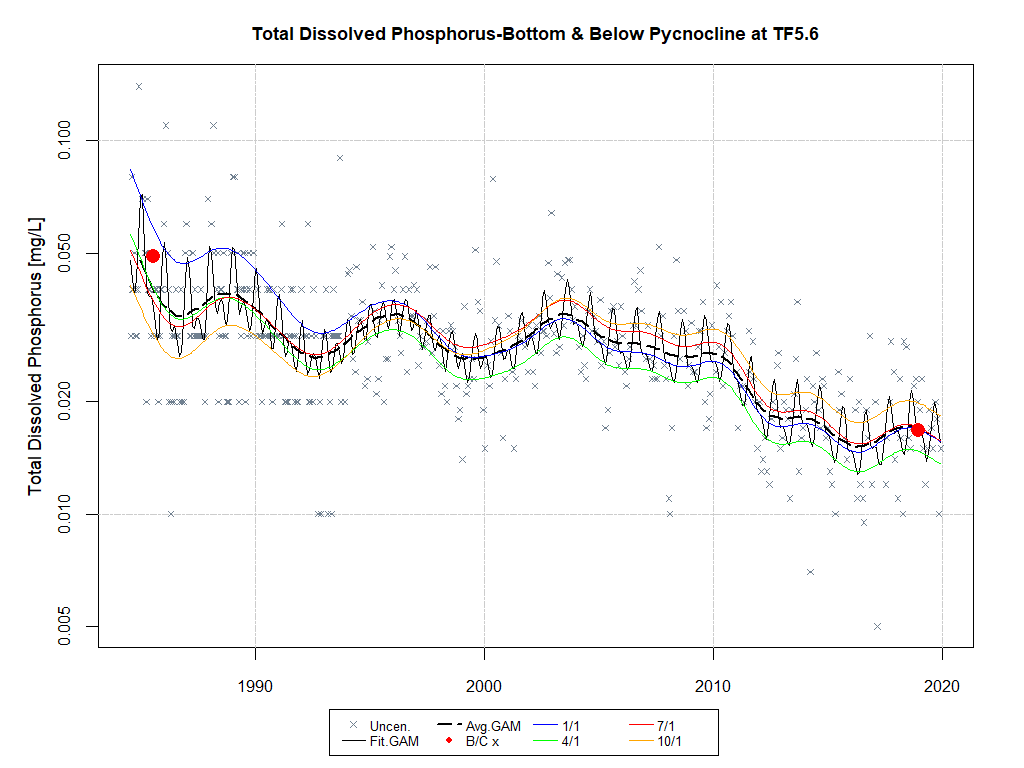 Total Dissolved Phosphorus-Bottom & Below Pycnocline at TF5.6
Total Dissolved Phosphorus [mg/L]
0.100
0.050
0.020
0.010
0.005
1990 2000 2010 2020
Uncen. Avg.GAM 1/1 7/1
Fit.GAM B/C x 4/1 10/1